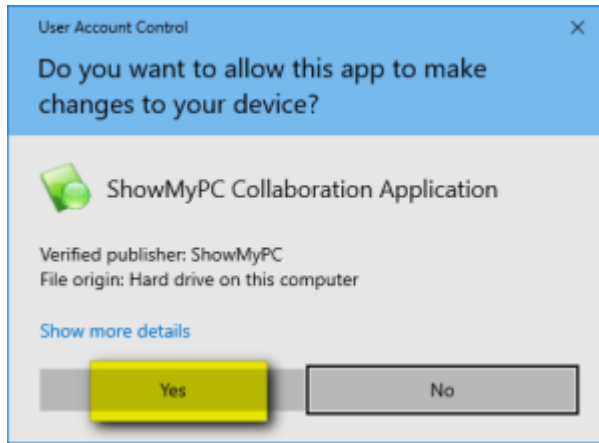 User Account Control
Do you want to allow this app to make
changes to your device?
ShowMyPC Collaboration Application
Verified publisher: ShowMyPC
File origin: Hard drive on this computer
Show more details
Yes No